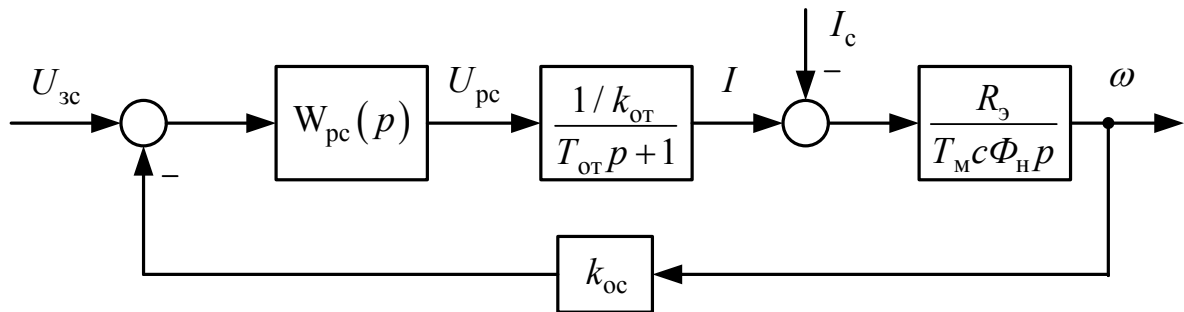 U_зс
−
W_рс(p)
U_рс
1/k_от
T_от p + 1
I
I_с
−
R_э
T_м cΦ_н p
ω
k_ос